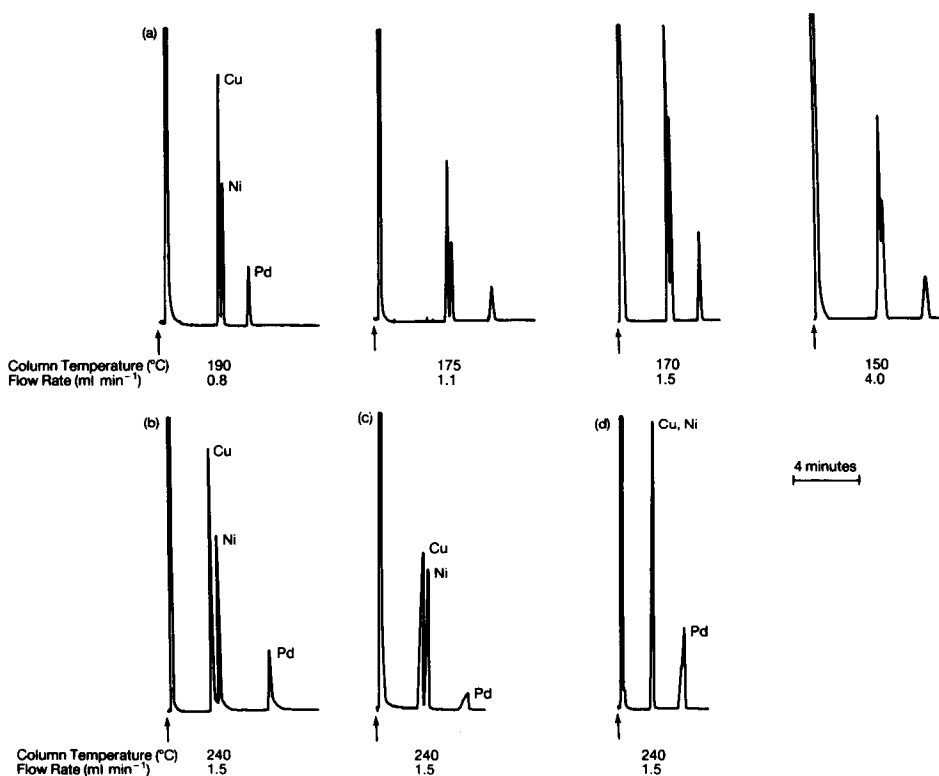 (a)
Cu
Ni
Pd
Column Temperature (°C) 190 175 170 150
Flow Rate (ml min⁻¹) 0.8 1.1 1.5 4.0
(b) (c) (d) Cu, Ni
Cu
4 minutes
Ni
Cu
Ni
Pd
Pd
Pd
Column Temperature (°C) 240 240 240
Flow Rate (ml min⁻¹) 1.5 1.5 1.5